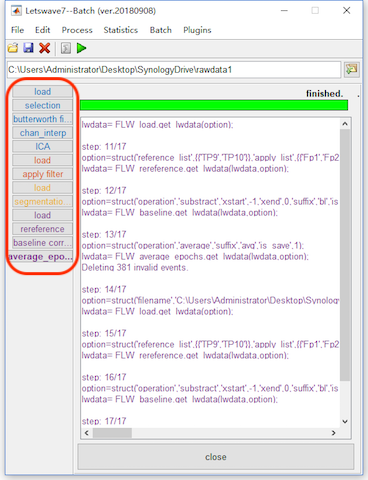 Letswave7--Batch (ver.20180908)
File Edit Process Statistics Batch Plugins
C:\Users\Administrator\Desktop\SynologyDrive\rawdata1
load
selection
butterworth fi...
chan_interp
ICA
load
apply filter
load
segmentatio...
load
rereference
baseline corr...
average_epo...
finished.
lwdata= FLW_load.get_lwdata(option);
step: 11/17
option=struct('reference_list',{{'TP9','TP10'}},'apply_list',{{'Fp1','Fp2
lwdata= FLW_rereference.get_lwdata(lwdata,option);
step: 12/17
option=struct('operation','substract','xstart',-1,'xend',0,'suffix','bl','is
lwdata= FLW_baseline.get_lwdata(lwdata,option);
step: 13/17
option=struct('operation','average','suffix','avg','is_save',1);
lwdata= FLW_average_epochs.get_lwdata(lwdata,option);
Deleting 381 invalid events.
step: 14/17
option=struct('filename','C:\Users\Administrator\Desktop\Synology
lwdata= FLW_load.get_lwdata(option);
step: 15/17
option=struct('reference_list',{{'TP9','TP10'}},'apply_list',{{'Fp1','Fp2
lwdata= FLW_rereference.get_lwdata(lwdata,option);
step: 16/17
option=struct('operation','substract','xstart',-1,'xend',0,'suffix','bl','is
lwdata= FLW_baseline.get_lwdata(lwdata,option);
step: 17/17
close